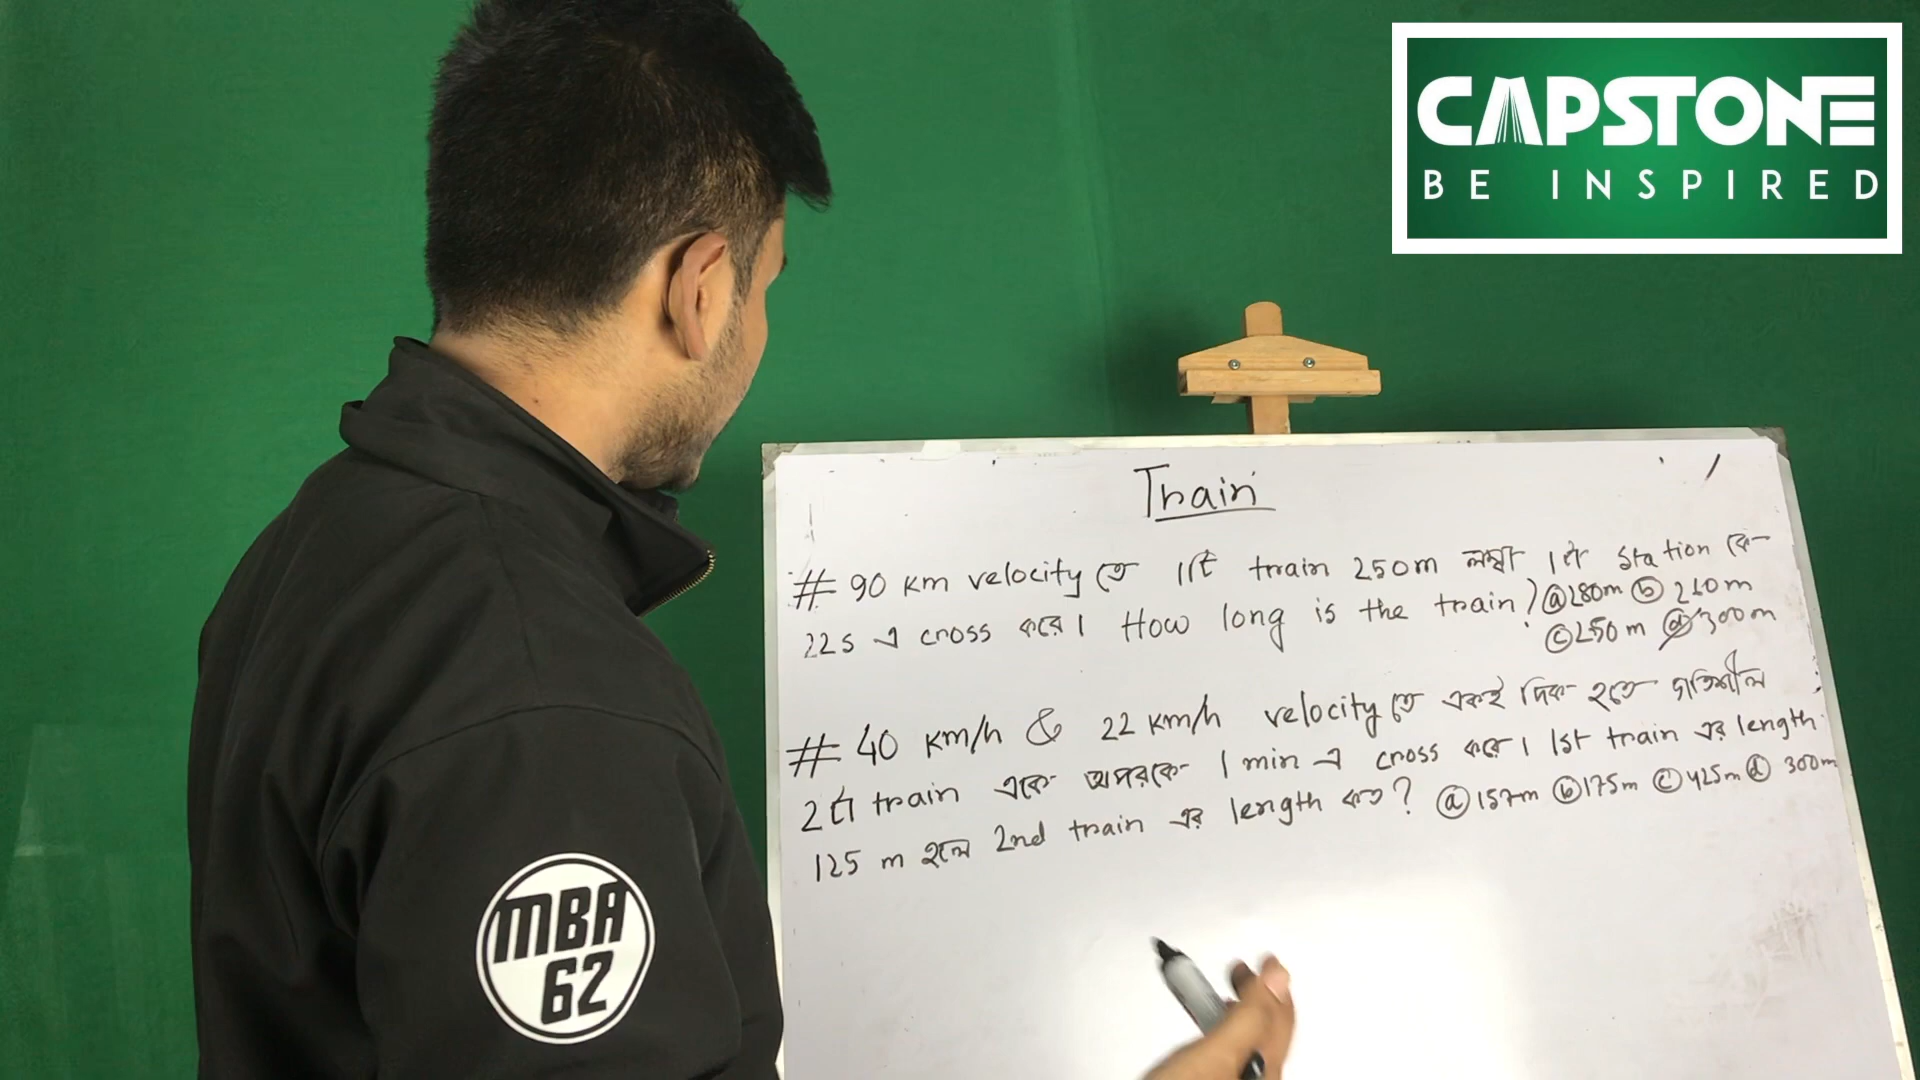 CAPSTONE
BE INSPIRED
Train
# 90 km velocity তে 1টি train 250m লম্বা 1টি station কে
22s এ cross করে। How long is the train? ⓐ 280m ⓑ 260m
ⓒ 250m ⓓ 300m
# 40 km/h & 22 km/h velocity তে একই দিক হতে গতিশীল
2টা train একে অপরকে 1 min এ cross করে। 1st train এর length
125 m হলে 2nd train এর length কত? ⓐ 157m ⓑ 175m ⓒ 425m ⓓ 300m
MBA
62